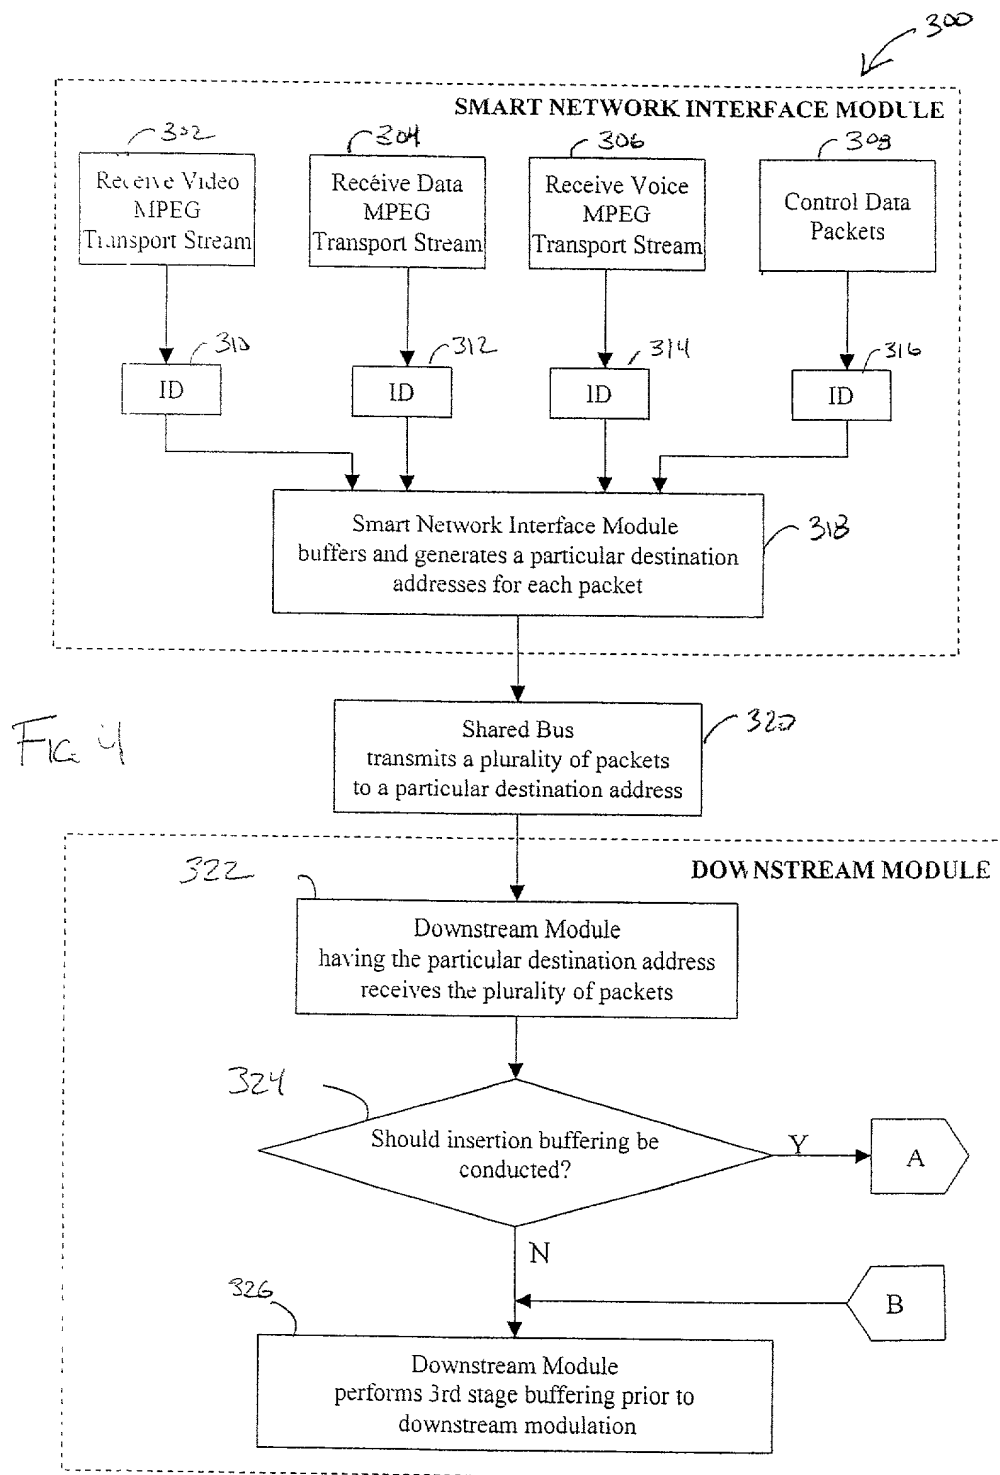 300
SMART NETWORK INTERFACE MODULE
302
304
306
308
Receive Video
MPEG
Transport Stream
Receive Data
MPEG
Transport Stream
Receive Voice
MPEG
Transport Stream
Control Data
Packets
310
312
314
316
ID
ID
ID
ID
Smart Network Interface Module
buffers and generates a particular destination
addresses for each packet
318
Fig. 4
Shared Bus
transmits a plurality of packets
to a particular destination address
320
DOWNSTREAM MODULE
322
Downstream Module
having the particular destination address
receives the plurality of packets
324
Should insertion buffering be
conducted?
Y
A
N
B
326
Downstream Module
performs 3rd stage buffering prior to
downstream modulation